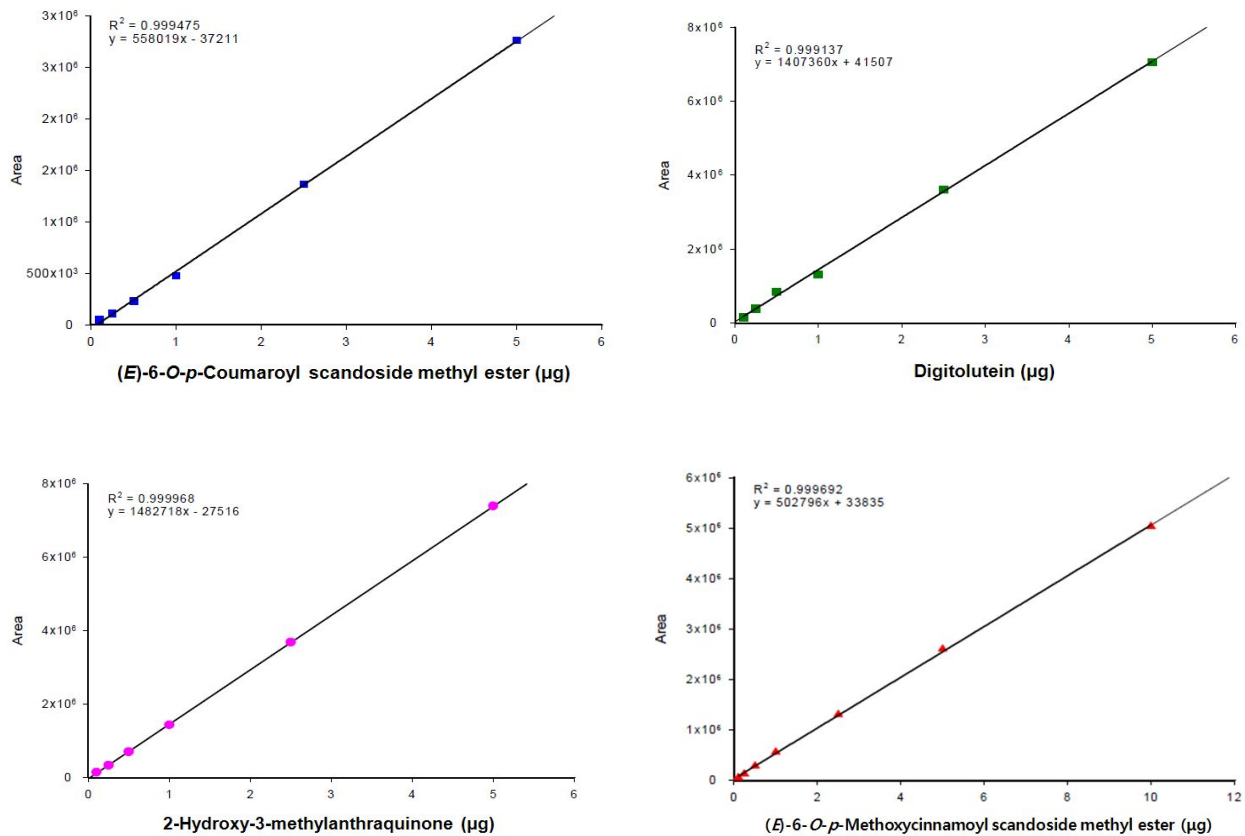 R² = 0.999475
y = 558019x - 37211
3x10⁶
3x10⁶
2x10⁶
2x10⁶
1x10⁶
500x10³
0
Area
0 1 2 3 4 5 6
(E)-6-O-p-Coumaroyl scandoside methyl ester (µg)
R² = 0.999137
y = 1407360x + 41507
8x10⁶
6x10⁶
4x10⁶
2x10⁶
0
Area
0 1 2 3 4 5 6
Digitolutein (µg)
R² = 0.999968
y = 1482718x - 27516
8x10⁶
6x10⁶
4x10⁶
2x10⁶
0
Area
0 1 2 3 4 5 6
2-Hydroxy-3-methylanthraquinone (µg)
R² = 0.999692
y = 502796x + 33835
6x10⁶
5x10⁶
4x10⁶
3x10⁶
2x10⁶
1x10⁶
0
Area
0 2 4 6 8 10 12
(E)-6-O-p-Methoxycinnamoyl scandoside methyl ester (µg)